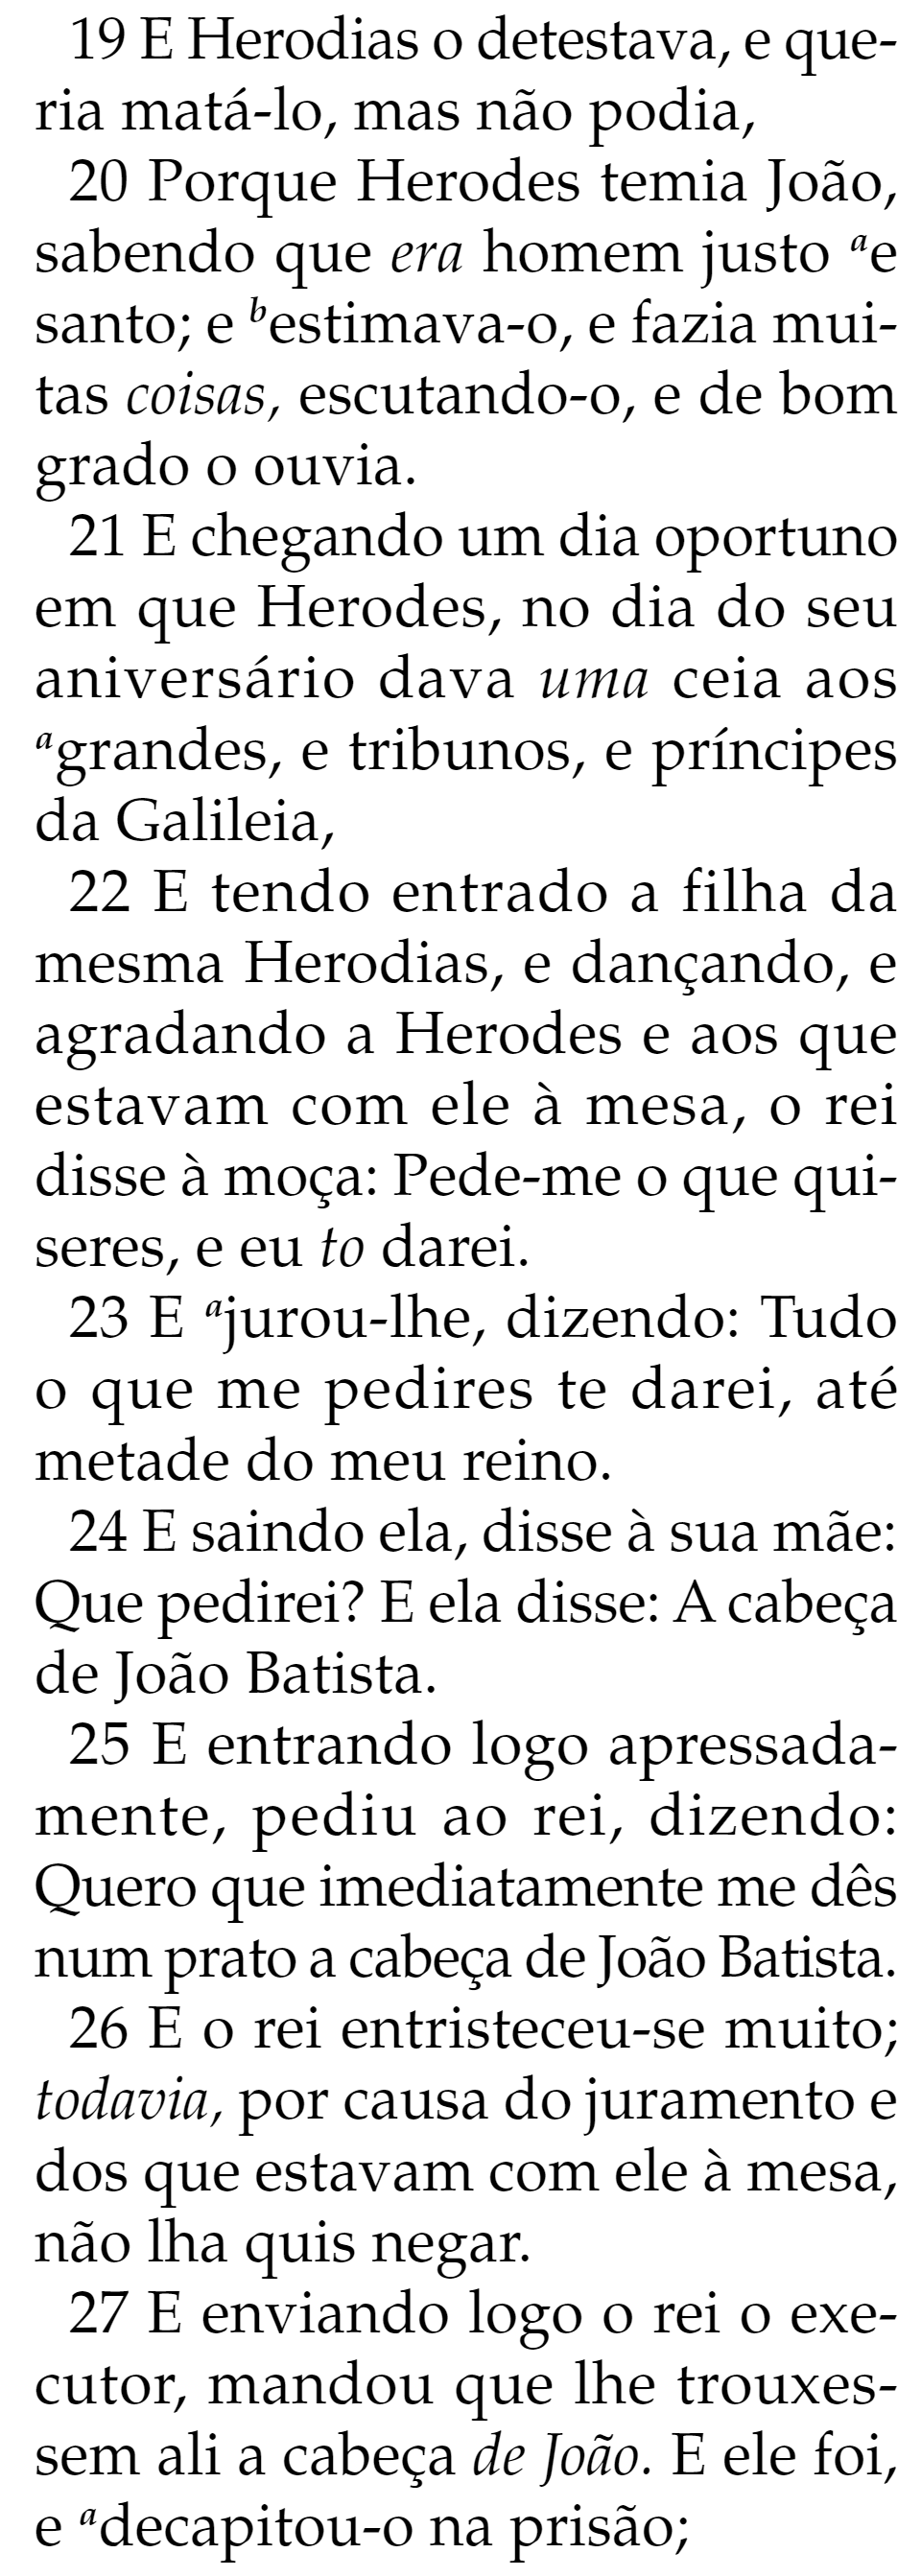 19 E Herodias o detestava, e que-
ria matá-lo, mas não podia,
20 Porque Herodes temia João,
sabendo que era homem justo ᵃe
santo; e ᵇestimava-o, e fazia mui-
tas coisas, escutando-o, e de bom
grado o ouvia.
21 E chegando um dia oportuno
em que Herodes, no dia do seu
aniversário dava uma ceia aos
ᵃgrandes, e tribunos, e príncipes
da Galileia,
22 E tendo entrado a filha da
mesma Herodias, e dançando, e
agradando a Herodes e aos que
estavam com ele à mesa, o rei
disse à moça: Pede-me o que qui-
seres, e eu to darei.
23 E ᵃjurou-lhe, dizendo: Tudo
o que me pedires te darei, até
metade do meu reino.
24 E saindo ela, disse à sua mãe:
Que pedirei? E ela disse: A cabeça
de João Batista.
25 E entrando logo apressada-
mente, pediu ao rei, dizendo:
Quero que imediatamente me dês
num prato a cabeça de João Batista.
26 E o rei entristeceu-se muito;
todavia, por causa do juramento e
dos que estavam com ele à mesa,
não lha quis negar.
27 E enviando logo o rei o exe-
cutor, mandou que lhe trouxes-
sem ali a cabeça de João. E ele foi,
e ᵃdecapitou-o na prisão;